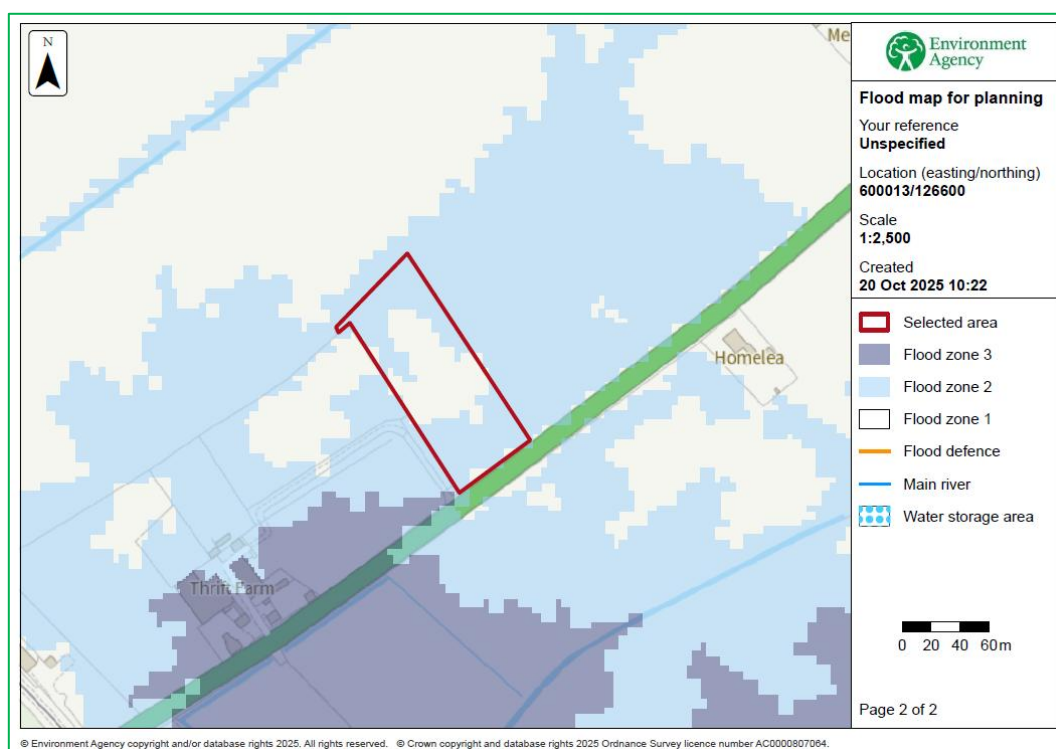 N
Me
Homelea
Thrift Farm
Environment
Agency
Flood map for planning
Your reference
Unspecified
Location (easting/northing)
600013/126600
Scale
1:2,500
Created
20 Oct 2025 10:22
Selected area
Flood zone 3
Flood zone 2
Flood zone 1
Flood defence
Main river
Water storage area
0 20 40 60m
Page 2 of 2
© Environment Agency copyright and/or database rights 2025. All rights reserved. © Crown copyright and database rights 2025 Ordnance Survey licence number AC0000807064.